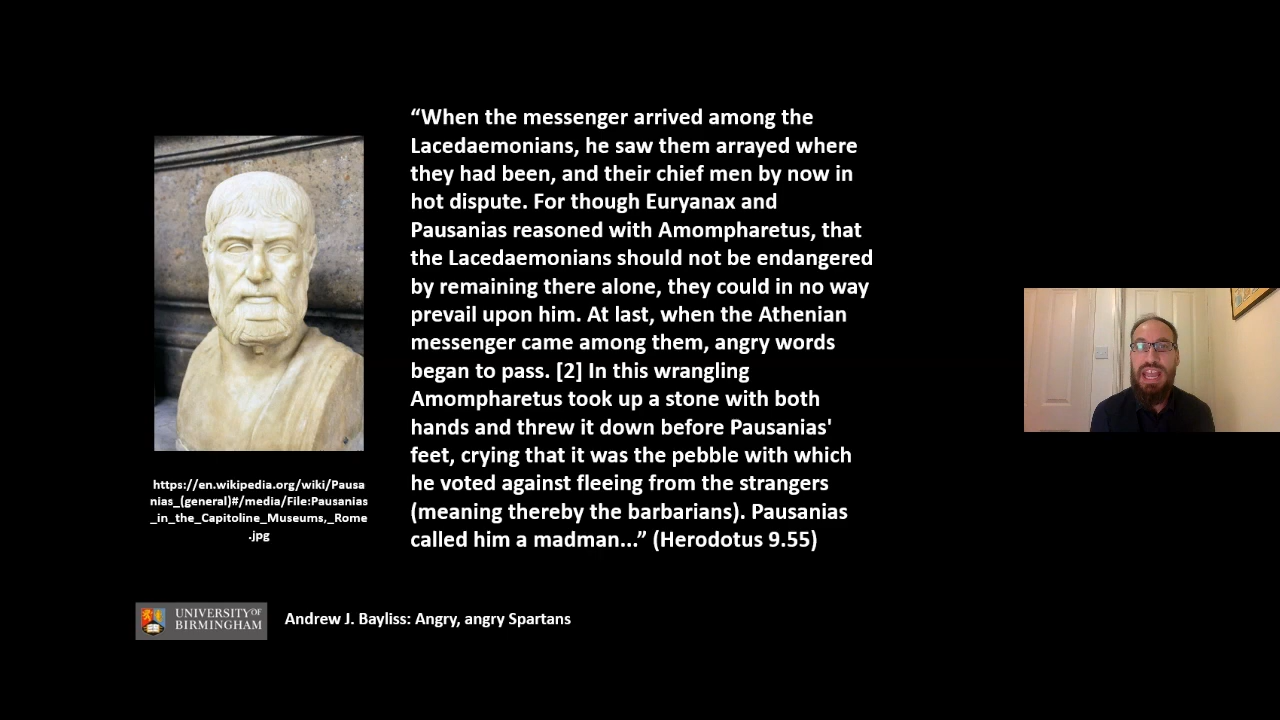 “When the messenger arrived among the
Lacedaemonians, he saw them arrayed where
they had been, and their chief men by now in
hot dispute. For though Euryanax and
Pausanias reasoned with Amompharetus, that
the Lacedaemonians should not be endangered
by remaining there alone, they could in no way
prevail upon him. At last, when the Athenian
messenger came among them, angry words
began to pass. [2] In this wrangling
Amompharetus took up a stone with both
hands and threw it down before Pausanias'
feet, crying that it was the pebble with which
he voted against fleeing from the strangers
(meaning thereby the barbarians). Pausanias
called him a madman...” (Herodotus 9.55)
https://en.wikipedia.org/wiki/Pausa
nias_(general)#/media/File:Pausanias
_in_the_Capitoline_Museums,_Rome
.jpg
UNIVERSITY OF
BIRMINGHAM
Andrew J. Bayliss: Angry, angry Spartans